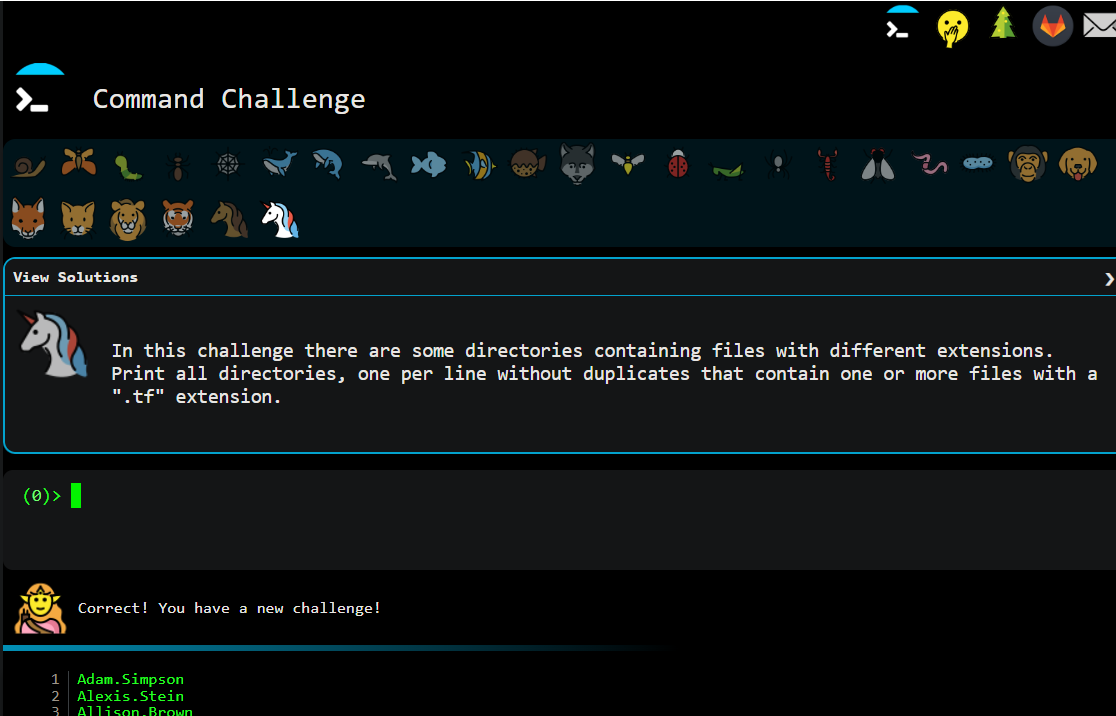 Command Challenge
View Solutions
In this challenge there are some directories containing files with different extensions.
Print all directories, one per line without duplicates that contain one or more files with a
".tf" extension.
(0)>
Correct! You have a new challenge!
1 Adam.Simpson
2 Alexis.Stein
3 Allison.Brown